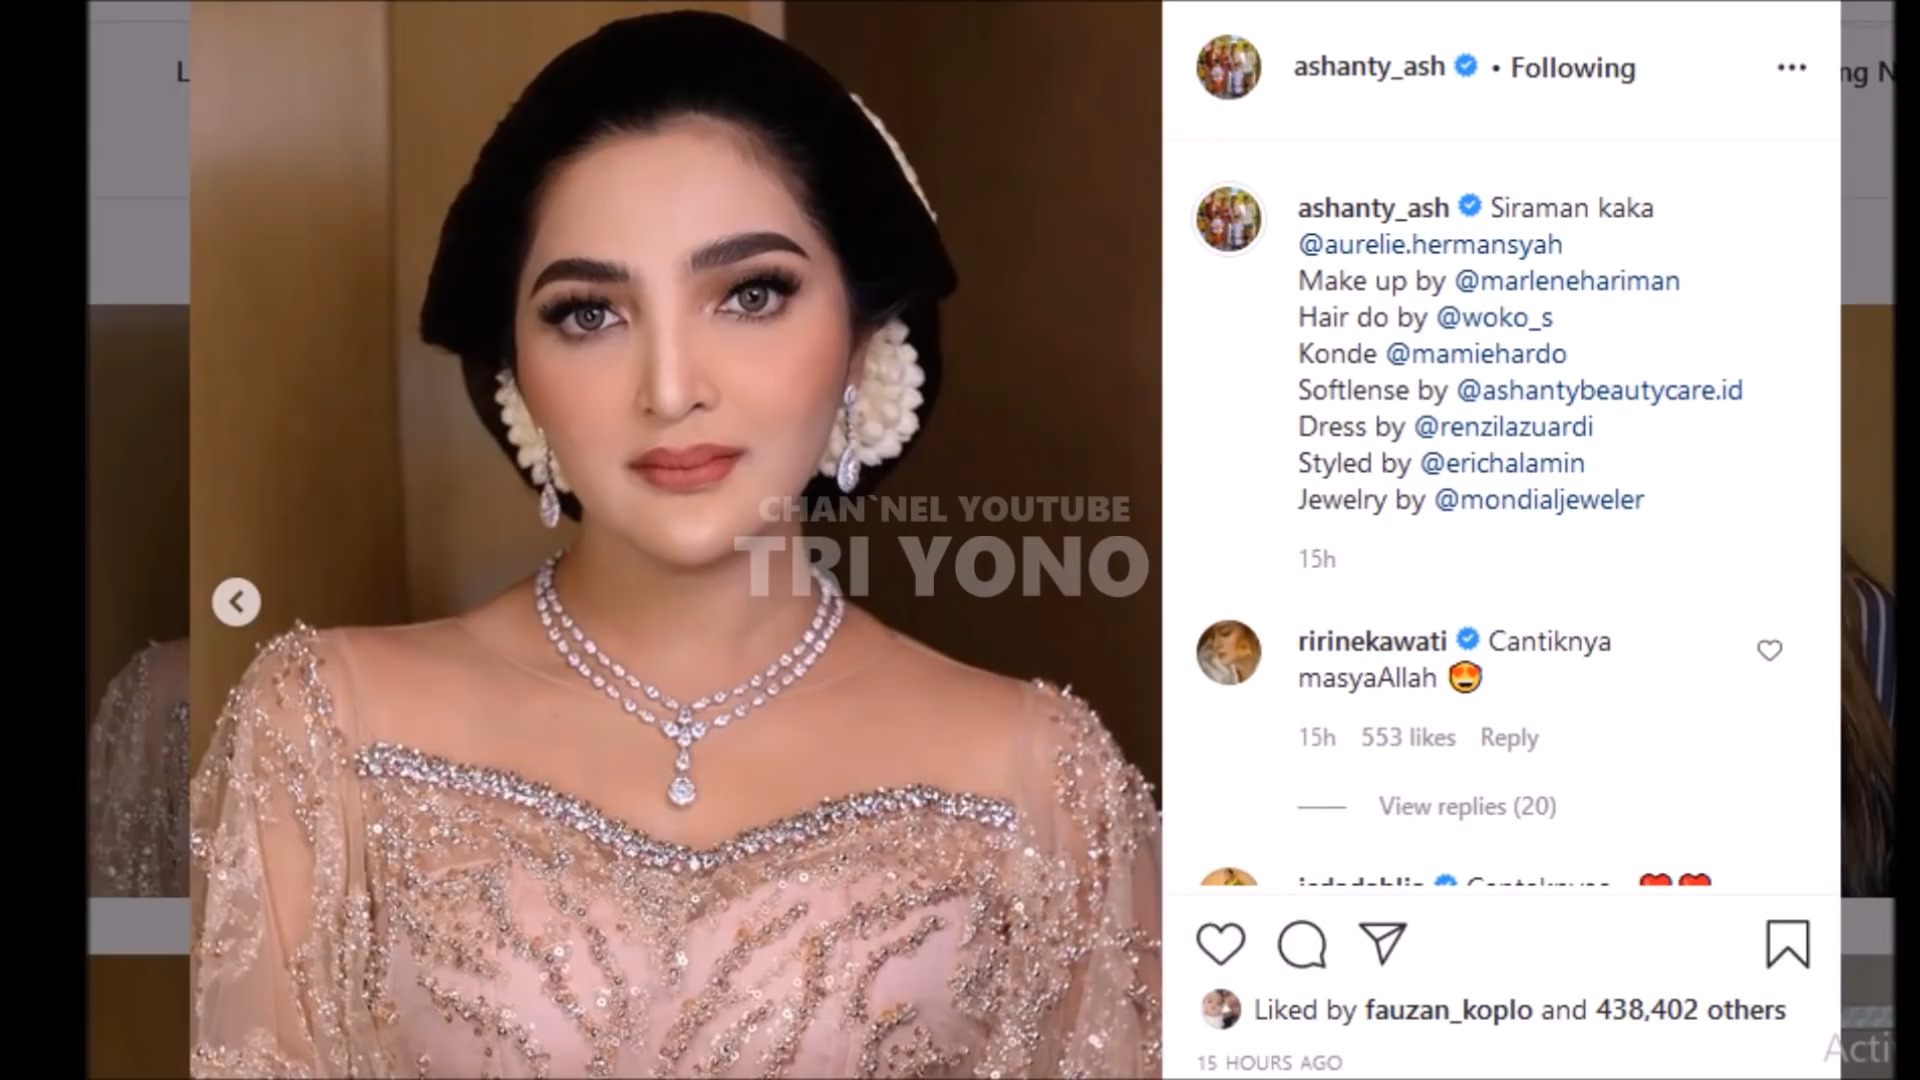 ashanty_ash • Following
ashanty_ash Siraman kaka
@aurelie.hermansyah
Make up by @marlenehariman
Hair do by @woko_s
Konde @mamiehardo
Softlense by @ashantybeautycare.id
Dress by @renzilazuardi
Styled by @erichalamin
Jewelry by @mondialjeweler
15h
ririnekawati Cantiknya
masyaAllah 😍
15h 553 likes Reply
View replies (20)
Liked by fauzan_koplo and 438,402 others
15 HOURS AGO
CHAN`NEL YOUTUBE
TRI YONO